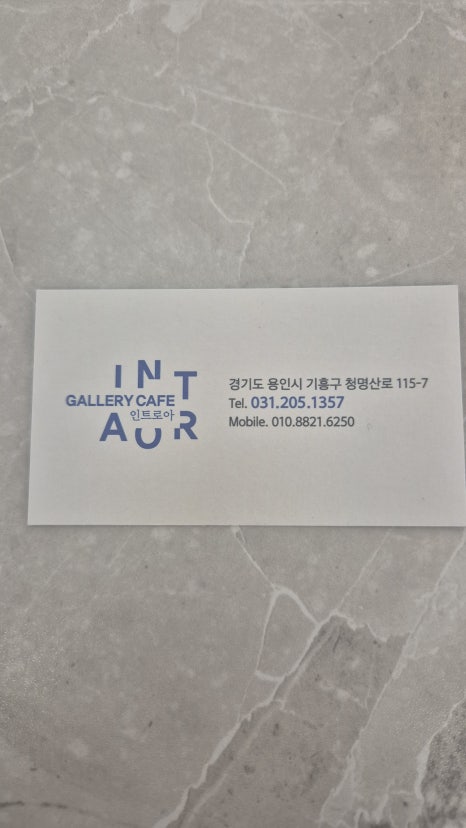 INT
GALLERY CAFE
인트로아
AOR
경기도 용인시 기흥구 청명산로 115-7
Tel. 031.205.1357
Mobile. 010.8821.6250